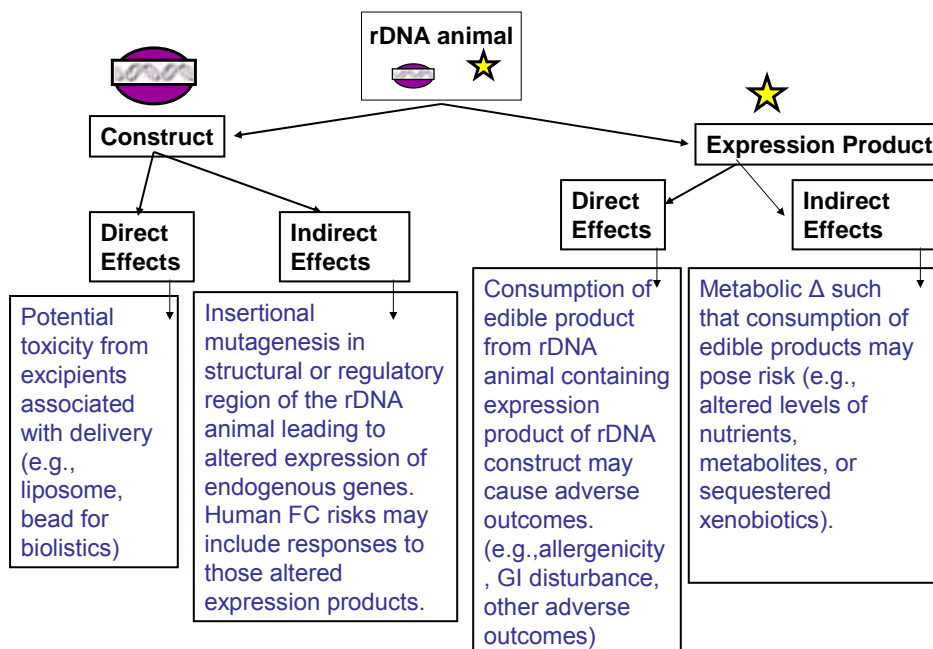 rDNA animal
Construct
Expression Product
Direct
Effects
Indirect
Effects
Direct
Effects
Indirect
Effects
Potential
toxicity from
excipients
associated
with delivery
(e.g.,
liposome,
bead for
biolistics)
Insertional
mutagenesis in
structural or regulatory
region of the rDNA
animal leading to
altered expression of
endogenous genes.
Human FC risks may
include responses to
those altered
expression products.
Consumption of
edible product
from rDNA
animal containing
expression
product of rDNA
construct may
cause adverse
outcomes.
(e.g.,allergenicity
, GI disturbance,
other adverse
outcomes)
Metabolic Δ such
that consumption of
edible products may
pose risk (e.g.,
altered levels of
nutrients,
metabolites, or
sequestered
xenobiotics).